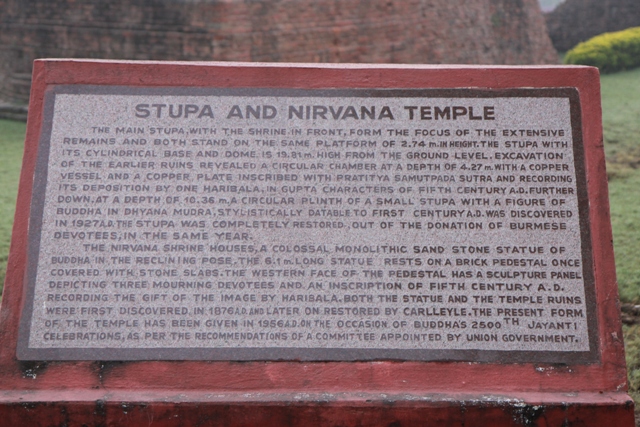 STUPA AND NIRVANA TEMPLE
THE MAIN STUPA, WITH THE SHRINE IN FRONT, FORM THE FOCUS OF THE EXTENSIVE
REMAINS AND BOTH STAND ON THE SAME PLATFORM OF 2.74 m. IN HEIGHT. THE STUPA WITH
ITS CYLINDRICAL BASE AND DOME, IS 19.81 m. HIGH FROM THE GROUND LEVEL. EXCAVATION
OF THE EARLIER RUINS REVEALED A CIRCULAR CHAMBER AT A DEPTH OF 4.27 m. WITH A COPPER
VESSEL AND A COPPER PLATE INSCRIBED WITH PRATITYA SAMUTPADA SUTRA AND RECORDING
ITS DEPOSITION BY ONE HARIBALA, IN GUPTA CHARACTERS OF FIFTH CENTURY A.D. FURTHER
DOWN, AT A DEPTH OF 10.36 m. A CIRCULAR PLINTH OF A SMALL STUPA WITH A FIGURE OF
BUDDHA IN DHYANA MUDRA, STYLISTICALLY DATABLE TO FIRST CENTURY A.D. WAS DISCOVERED
IN 1927 A.D. THE STUPA WAS COMPLETELY RESTORED, OUT OF THE DONATION OF BURMESE
DEVOTEES, IN THE SAME YEAR.
THE NIRVANA SHRINE HOUSES, A COLOSSAL MONOLITHIC SAND STONE STATUE OF
BUDDHA IN THE RECLINING POSE. THE 6.1 m. LONG STATUE RESTS ON A BRICK PEDESTAL ONCE
COVERED WITH STONE SLABS. THE WESTERN FACE OF THE PEDESTAL HAS A SCULPTURE PANEL
DEPICTING THREE MOURNING DEVOTEES AND AN INSCRIPTION OF FIFTH CENTURY A.D.
RECORDING THE GIFT OF THE IMAGE BY HARIBALA. BOTH THE STATUE AND THE TEMPLE RUINS
WERE FIRST DISCOVERED, IN 1876 A.D. AND LATER ON RESTORED BY CARLLEYLE. THE PRESENT FORM
OF THE TEMPLE HAS BEEN GIVEN IN 1956 A.D. ON THE OCCASION OF BUDDHA'S 2500TH JAYANTI
CELEBRATIONS, AS PER THE RECOMMENDATIONS OF A COMMITTEE APPOINTED BY UNION GOVERNMENT.